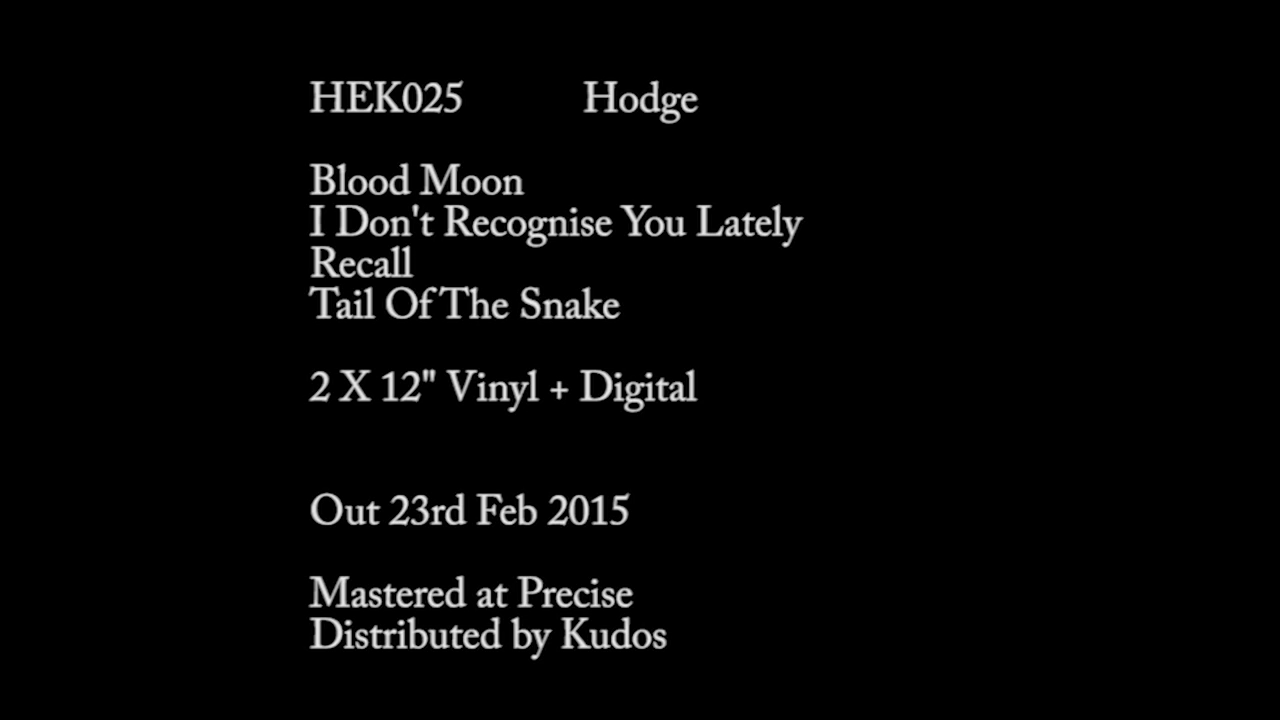 HEK025 Hodge
Blood Moon
I Don't Recognise You Lately
Recall
Tail Of The Snake
2 X 12" Vinyl + Digital
Out 23rd Feb 2015
Mastered at Precise
Distributed by Kudos